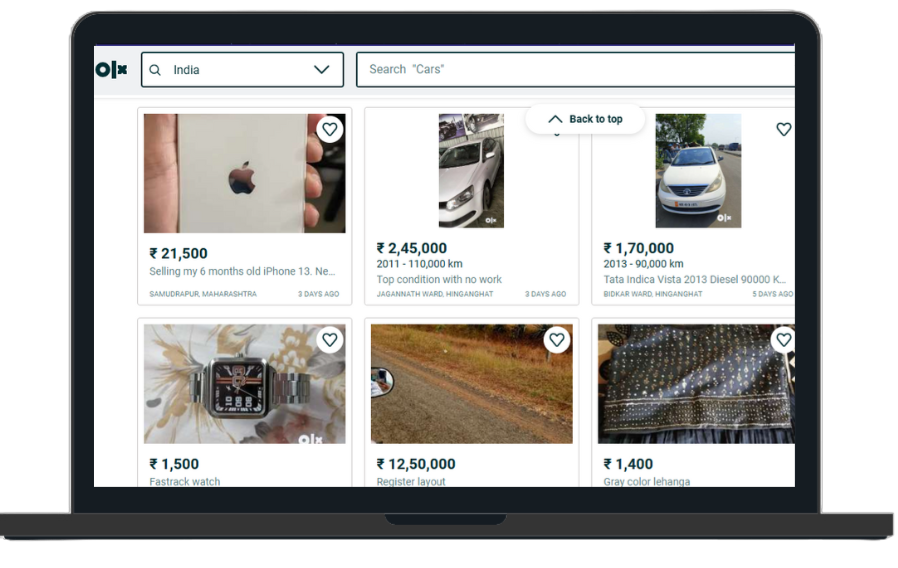 olx
India
Search "Cars"
Back to top
₹ 21,500
Selling my 6 months old iPhone 13. Ne...
SAMUDRAPUR, MAHARASHTRA
3 DAYS AGO
olx
₹ 2,45,000
2011 - 110,000 km
Top condition with no work
JAGANNATH WARD, HINGANGHAT
3 DAYS AGO
olx
₹ 1,70,000
2013 - 90,000 km
Tata Indica Vista 2013 Diesel 90000 K...
BIDKAR WARD, HINGANGHAT
5 DAYS AGO
olx
₹ 1,500
Fastrack watch
₹ 12,50,000
Register layout
₹ 1,400
Gray color lehanga